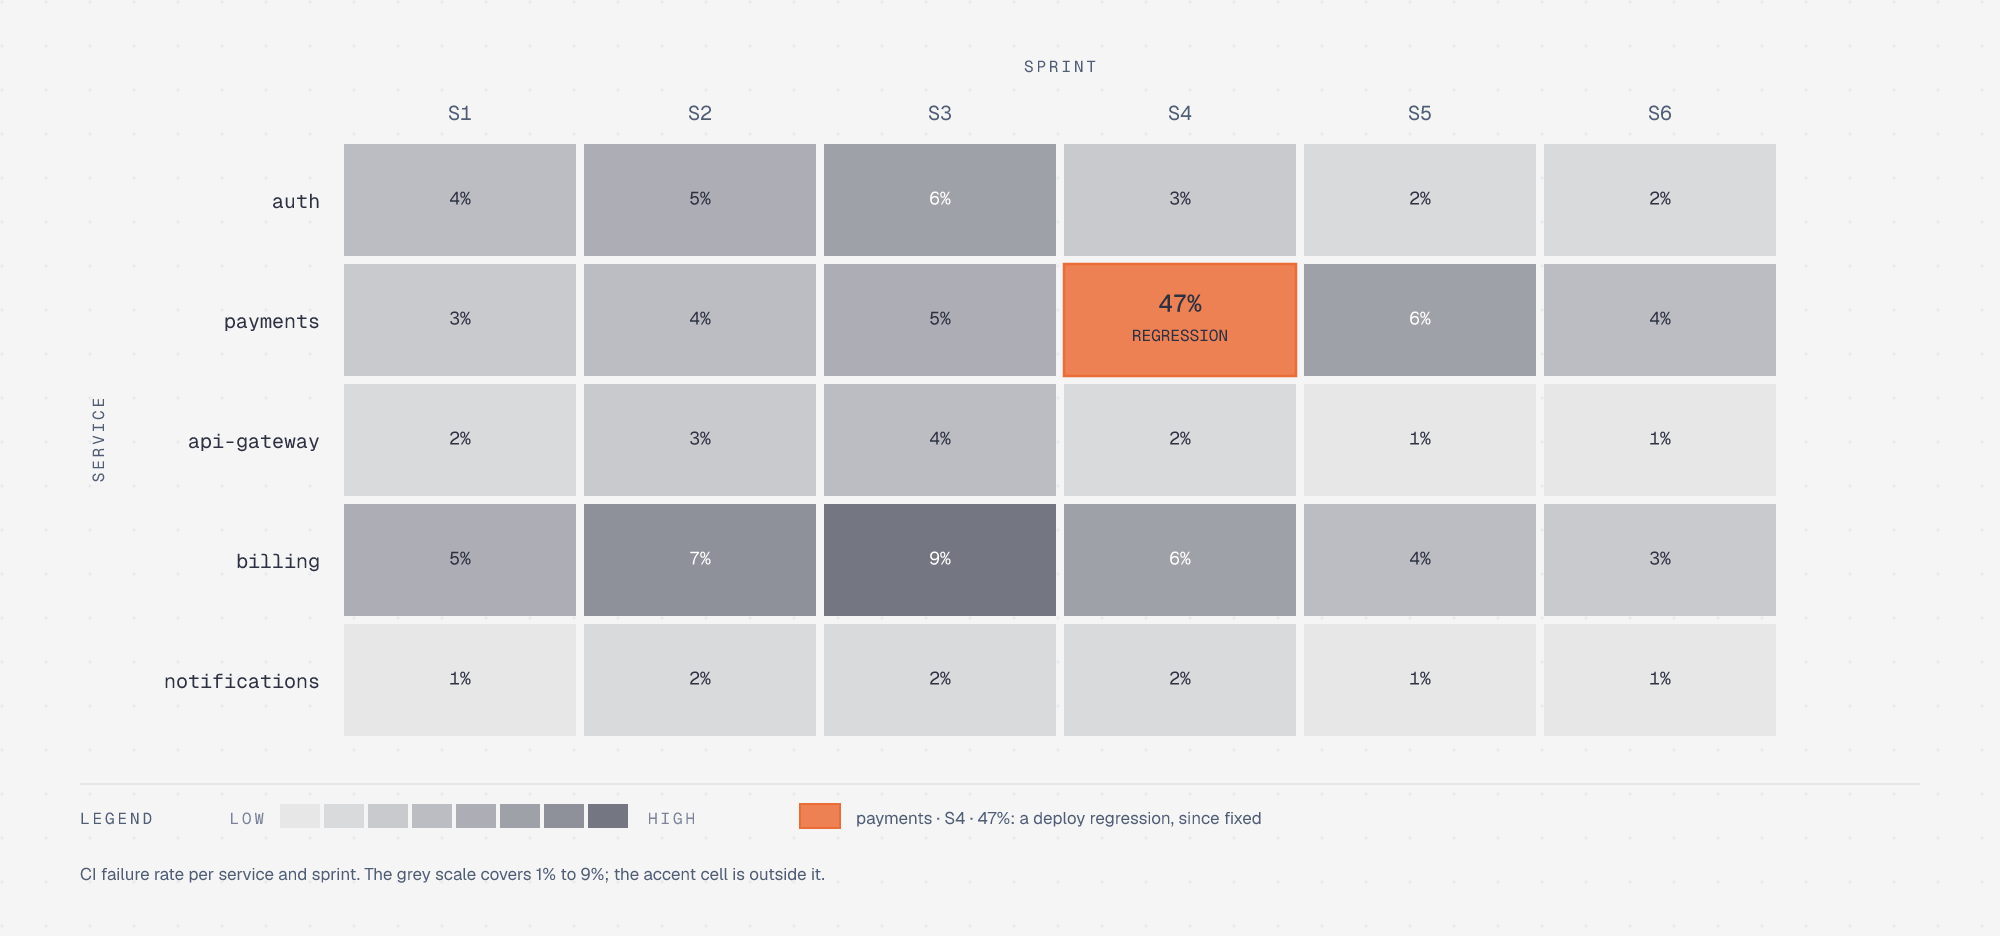 SPRINT
S1 S2 S3 S4 S5 S6
auth 4% 5% 6% 3% 2% 2%
payments 3% 4% 5% 47% 6% 4%
REGRESSION
SERVICE
api-gateway 2% 3% 4% 2% 1% 1%
billing 5% 7% 9% 6% 4% 3%
notifications 1% 2% 2% 2% 1% 1%
LEGEND LOW HIGH payments · S4 · 47%: a deploy regression, since fixed
CI failure rate per service and sprint. The grey scale covers 1% to 9%; the accent cell is outside it.